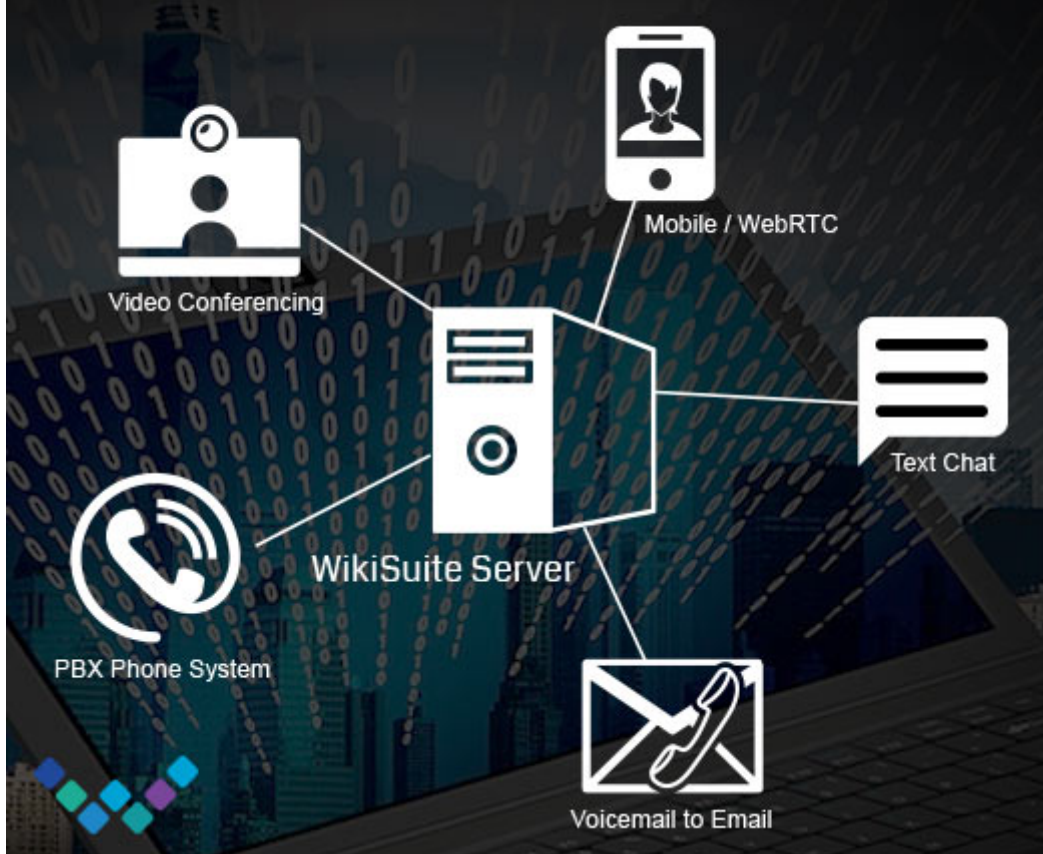 Mobile / WebRTC
Video Conferencing
Text Chat
WikiSuite Server
PBX Phone System
Voicemail to Email